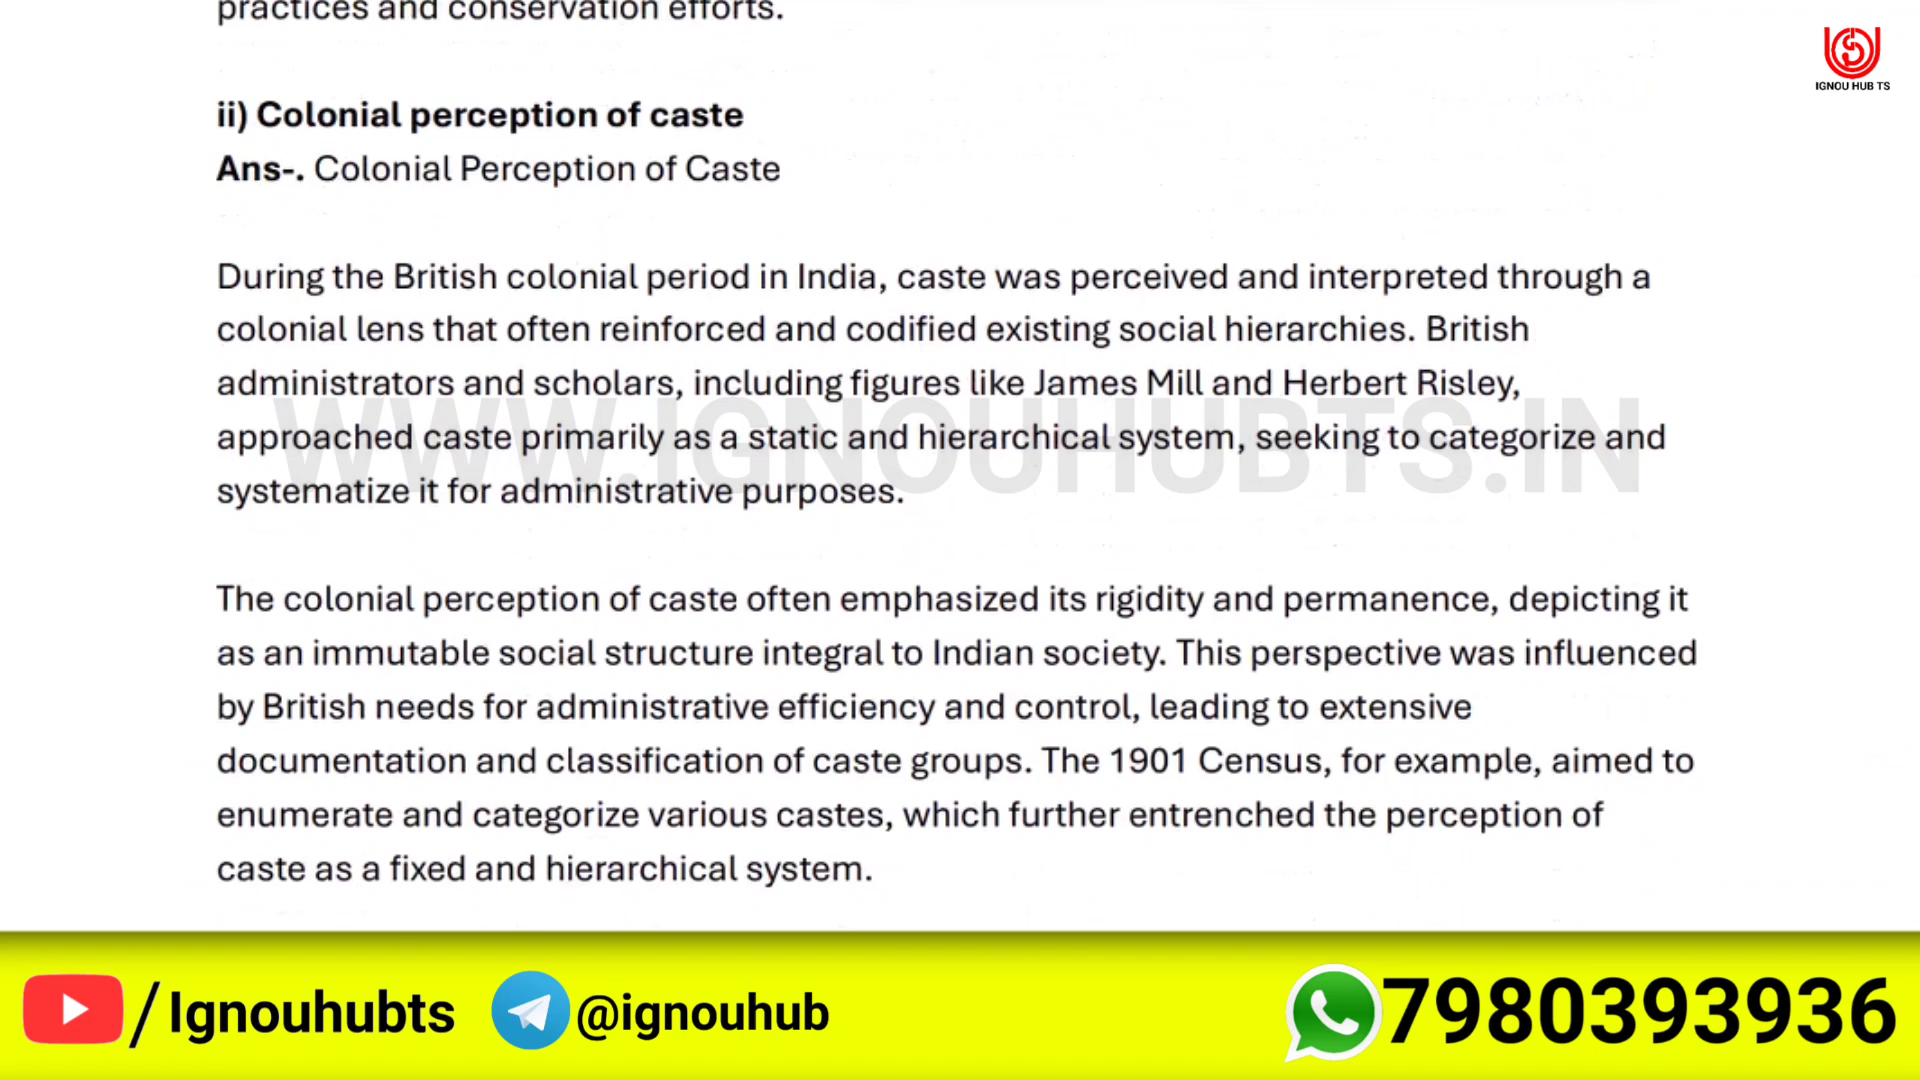 practices and conservation efforts.
IGNOU HUB TS
ii) Colonial perception of caste
Ans-. Colonial Perception of Caste
During the British colonial period in India, caste was perceived and interpreted through a
colonial lens that often reinforced and codified existing social hierarchies. British
administrators and scholars, including figures like James Mill and Herbert Risley,
approached caste primarily as a static and hierarchical system, seeking to categorize and
WWW.IGNOUHUBTS.IN
systematize it for administrative purposes.
The colonial perception of caste often emphasized its rigidity and permanence, depicting it
as an immutable social structure integral to Indian society. This perspective was influenced
by British needs for administrative efficiency and control, leading to extensive
documentation and classification of caste groups. The 1901 Census, for example, aimed to
enumerate and categorize various castes, which further entrenched the perception of
caste as a fixed and hierarchical system.
/Ignouhubts @ignouhub 7980393936